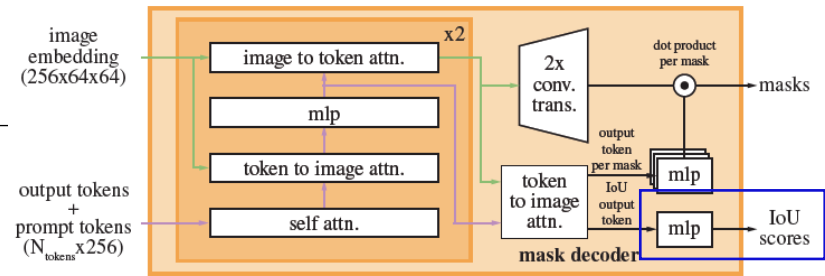 image
embedding
(256x64x64)
output tokens
+
prompt tokens
(Ntokensx256)
x2
image to token attn.
mlp
token to image attn.
self attn.
2x
conv.
trans.
token
to image
attn.
dot product
per mask
masks
output
token
per mask
mlp
IoU
output
token
mlp
IoU
scores
mask decoder